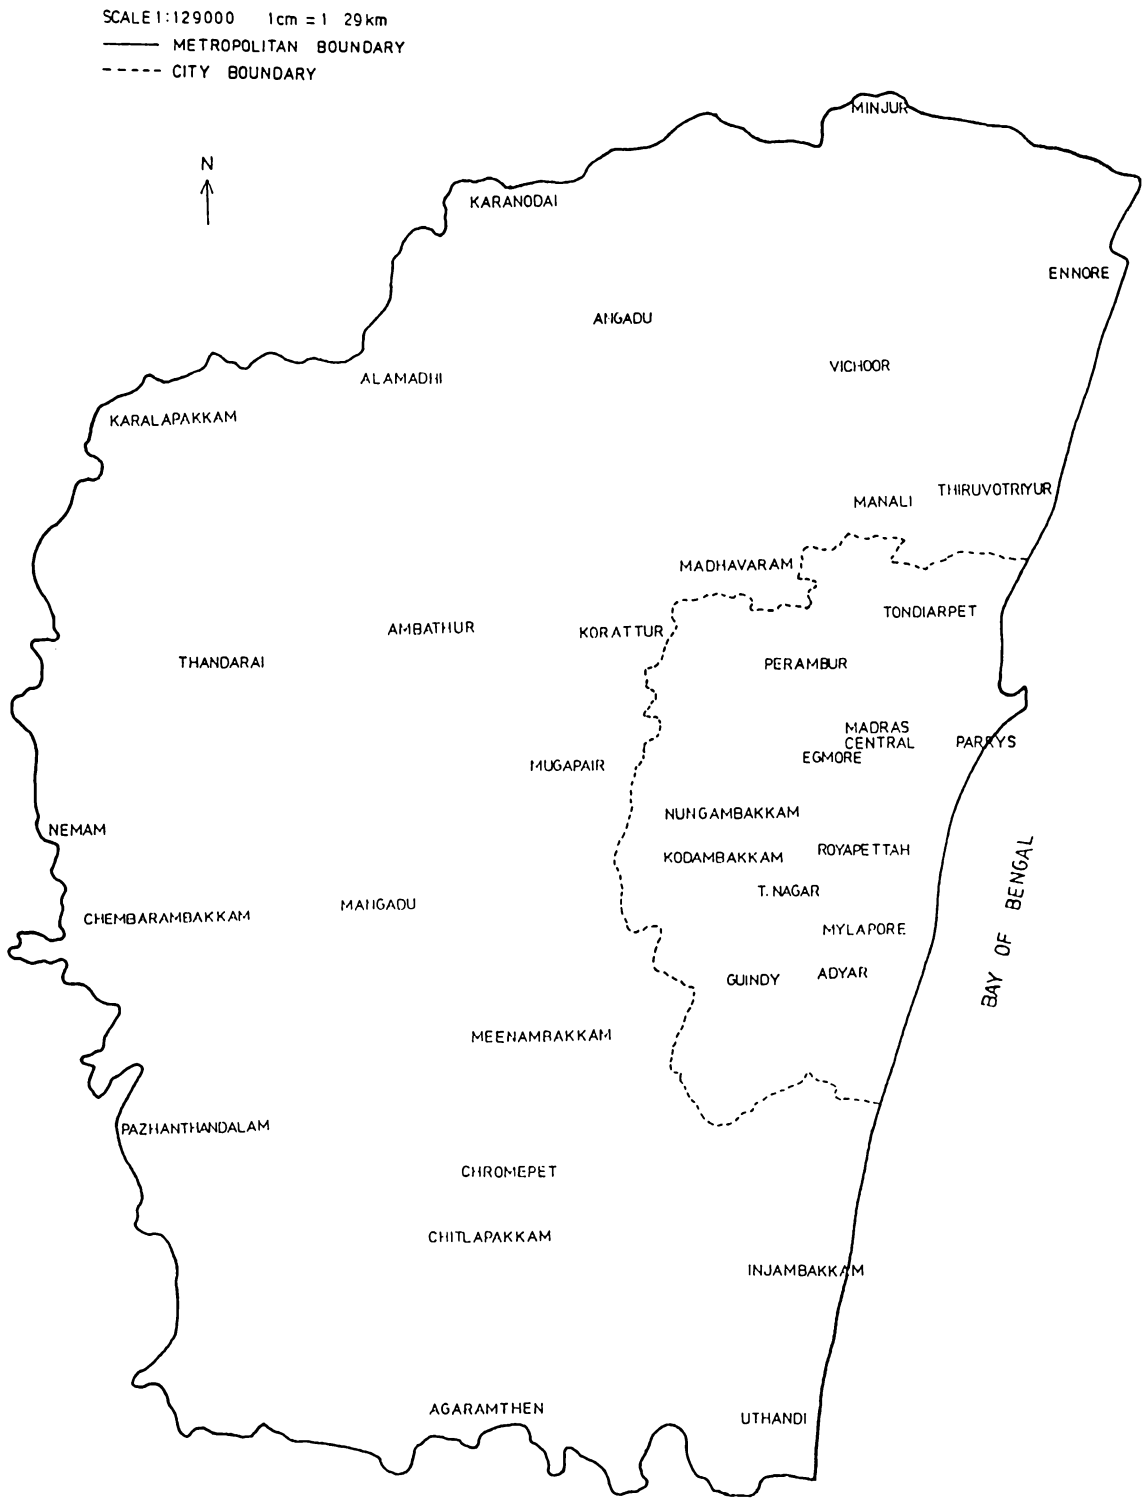 SCALE 1:129000 1cm = 1 29km
METROPOLITAN BOUNDARY
CITY BOUNDARY
MINJUR
N
KARANODAI
ENNORE
ANGADU
VICHOOR
ALAMADHI
KARALAPAKKAM
THIRUVOTRIYUR
MANALI
MADHAVARAM
TONDIARPET
AMBATHUR
KORATTUR
THANDARAI
PERAMBUR
MADRAS
CENTRAL
PARRYS
EGMORE
MUGAPAIR
NUNGAMBAKKAM
NEMAM
ROYAPETTAH
KODAMBAKKAM
T. NAGAR
MANGADU
CHEMBARAMBAKKAM
BAY OF BENGAL
MYLAPORE
ADYAR
GUINDY
MEENAMBAKKAM
PAZHANTHANDALAM
CHROMEPET
CHITLAPAKKAM
INJAMBAKKAM
AGARAMTHEN
UTHANDI